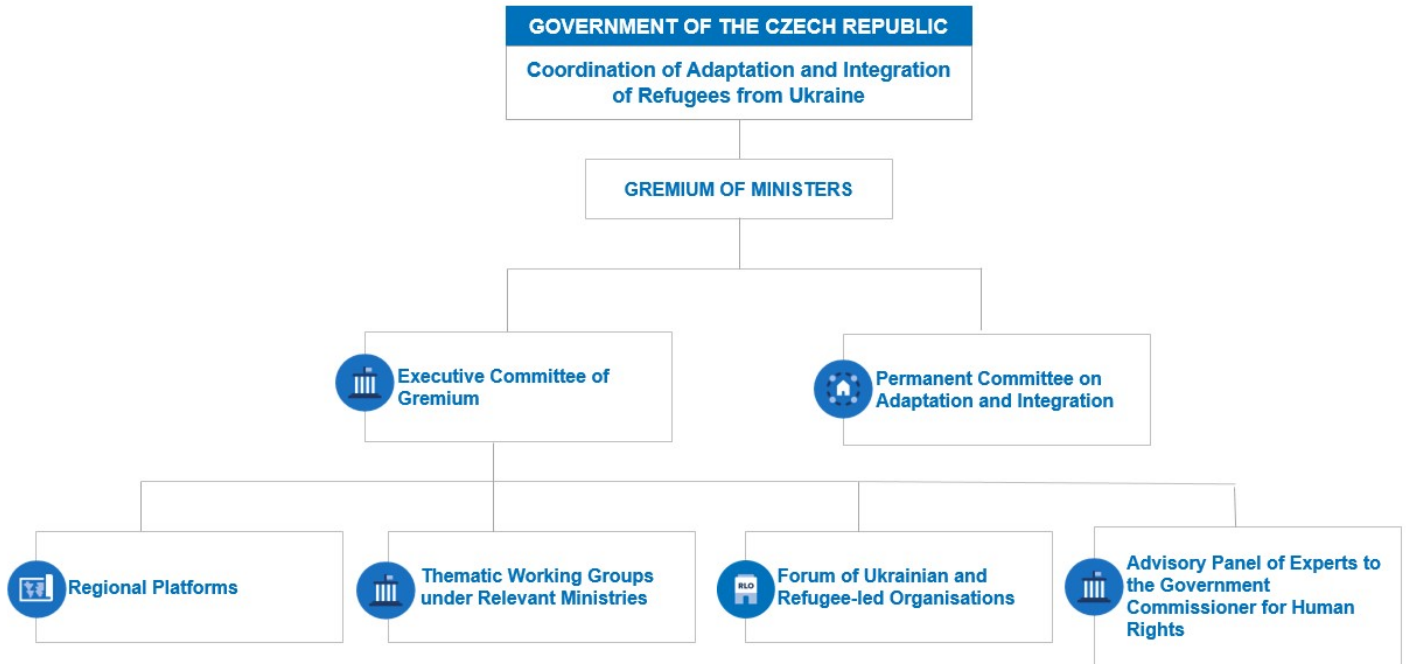 GOVERNMENT OF THE CZECH REPUBLIC
Coordination of Adaptation and Integration
of Refugees from Ukraine
GREMIUM OF MINISTERS
Executive Committee of
Gremium
Permanent Committee on
Adaptation and Integration
Regional Platforms
Thematic Working Groups
under Relevant Ministries
RLO
Forum of Ukrainian and
Refugee-led Organisations
Advisory Panel of Experts to
the Government
Commissioner for Human
Rights